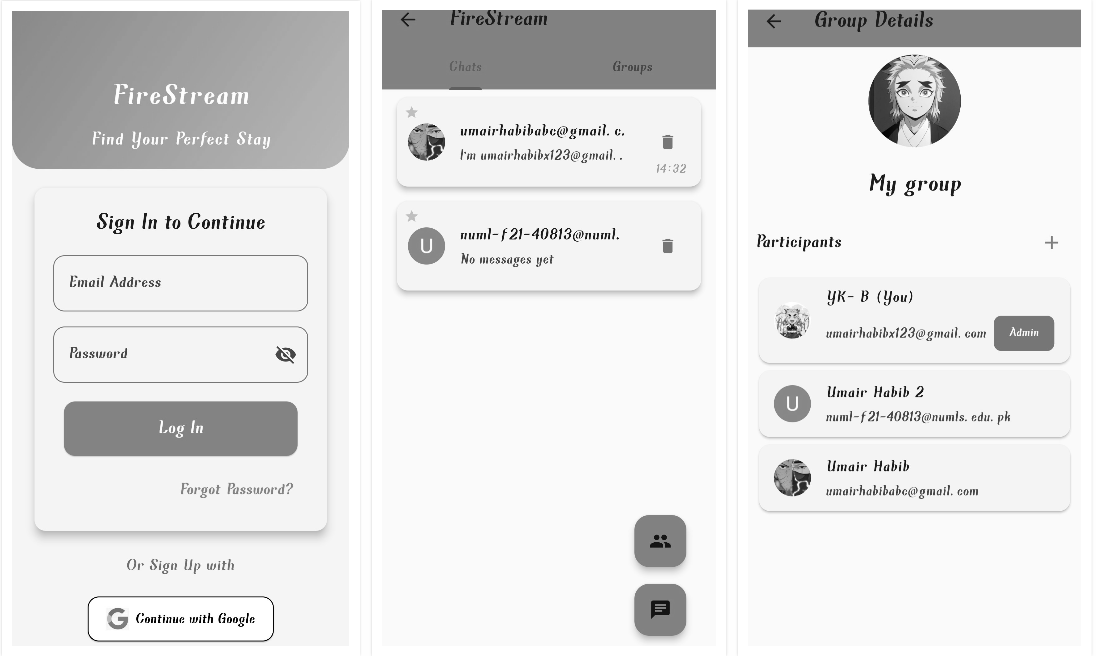 FireStream
Find Your Perfect Stay
Sign In to Continue
Email Address
Password
Log In
Forgot Password?
Or Sign Up with
G Continue with Google
FireStream
Chats Groups
umairhabibabc@gmail. c.
I'm umairhabibx123@gmail. .
14:32
U
numl-f21-40813@numl.
No messages yet
Group Details
My group
Participants +
YK- B (You)
umairhabibx123@gmail. com Admin
U
Umair Habib 2
numl-f21-40813@numls. edu. pk
Umair Habib
umairhabibabc@gmail. com